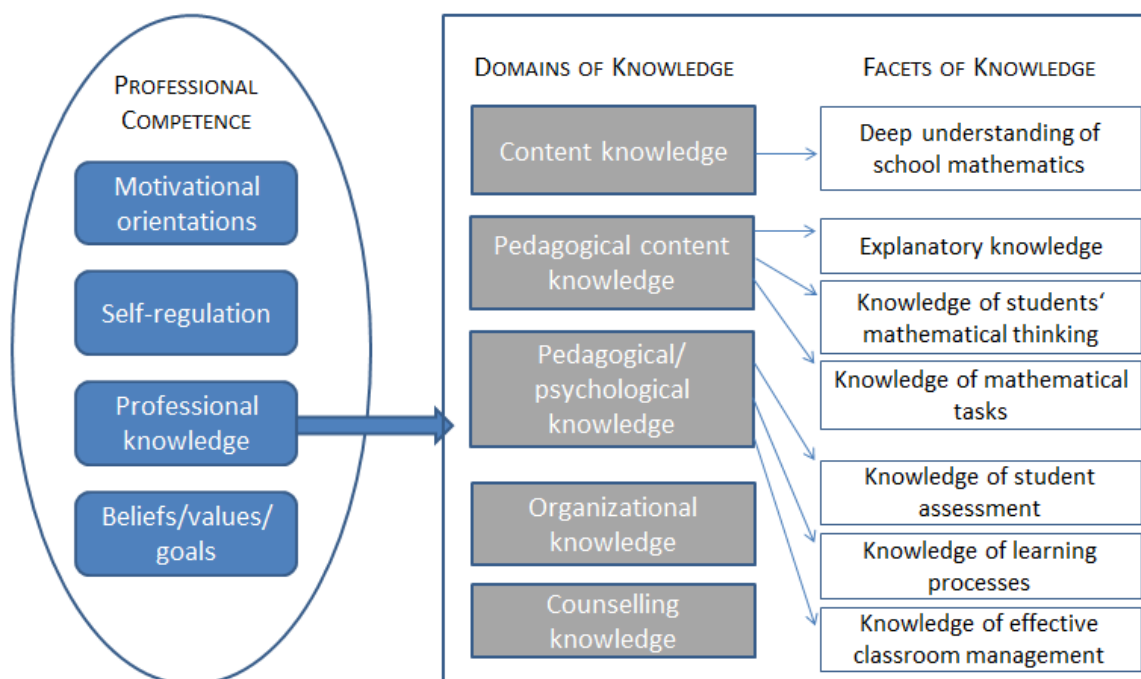 PROFESSIONAL
COMPETENCE
Motivational
orientations
Self-regulation
Professional
knowledge
Beliefs/values/
goals
DOMAINS OF KNOWLEDGE
Content knowledge
Pedagogical content
knowledge
Pedagogical/
psychological
knowledge
Organizational
knowledge
Counselling
knowledge
FACETS OF KNOWLEDGE
Deep understanding of
school mathematics
Explanatory knowledge
Knowledge of students‘
mathematical thinking
Knowledge of mathematical
tasks
Knowledge of student
assessment
Knowledge of learning
processes
Knowledge of effective
classroom management